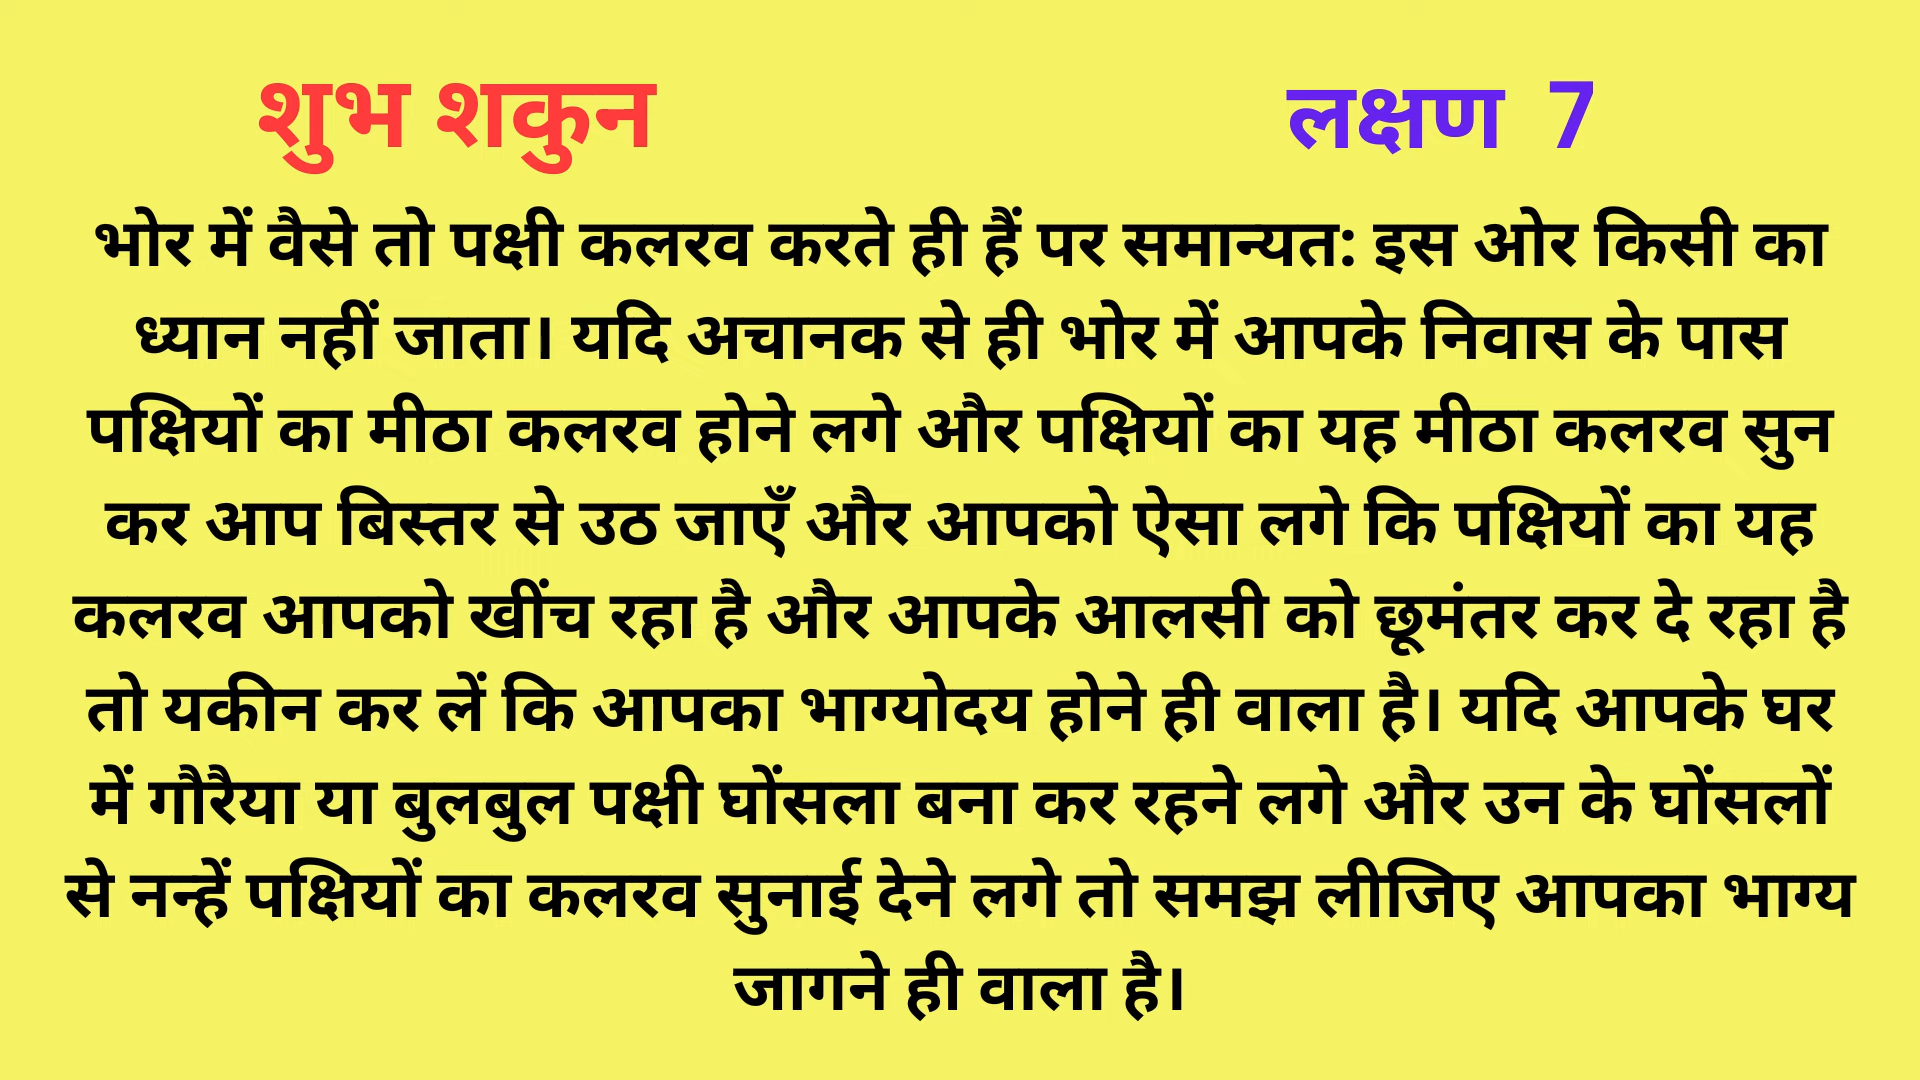 शुभ शकुन लक्षण 7
भोर में वैसे तो पक्षी कलरव करते ही हैं पर समान्यत: इस ओर किसी का
ध्यान नहीं जाता। यदि अचानक से ही भोर में आपके निवास के पास
पक्षियों का मीठा कलरव होने लगे और पक्षियों का यह मीठा कलरव सुन
कर आप बिस्तर से उठ जाएँ और आपको ऐसा लगे कि पक्षियों का यह
कलरव आपको खींच रहा है और आपके आलसी को छूमंतर कर दे रहा है
तो यकीन कर लें कि आपका भाग्योदय होने ही वाला है। यदि आपके घर
में गौरैया या बुलबुल पक्षी घोंसला बना कर रहने लगे और उन के घोंसलों
से नन्हें पक्षियों का कलरव सुनाई देने लगे तो समझ लीजिए आपका भाग्य
जागने ही वाला है।